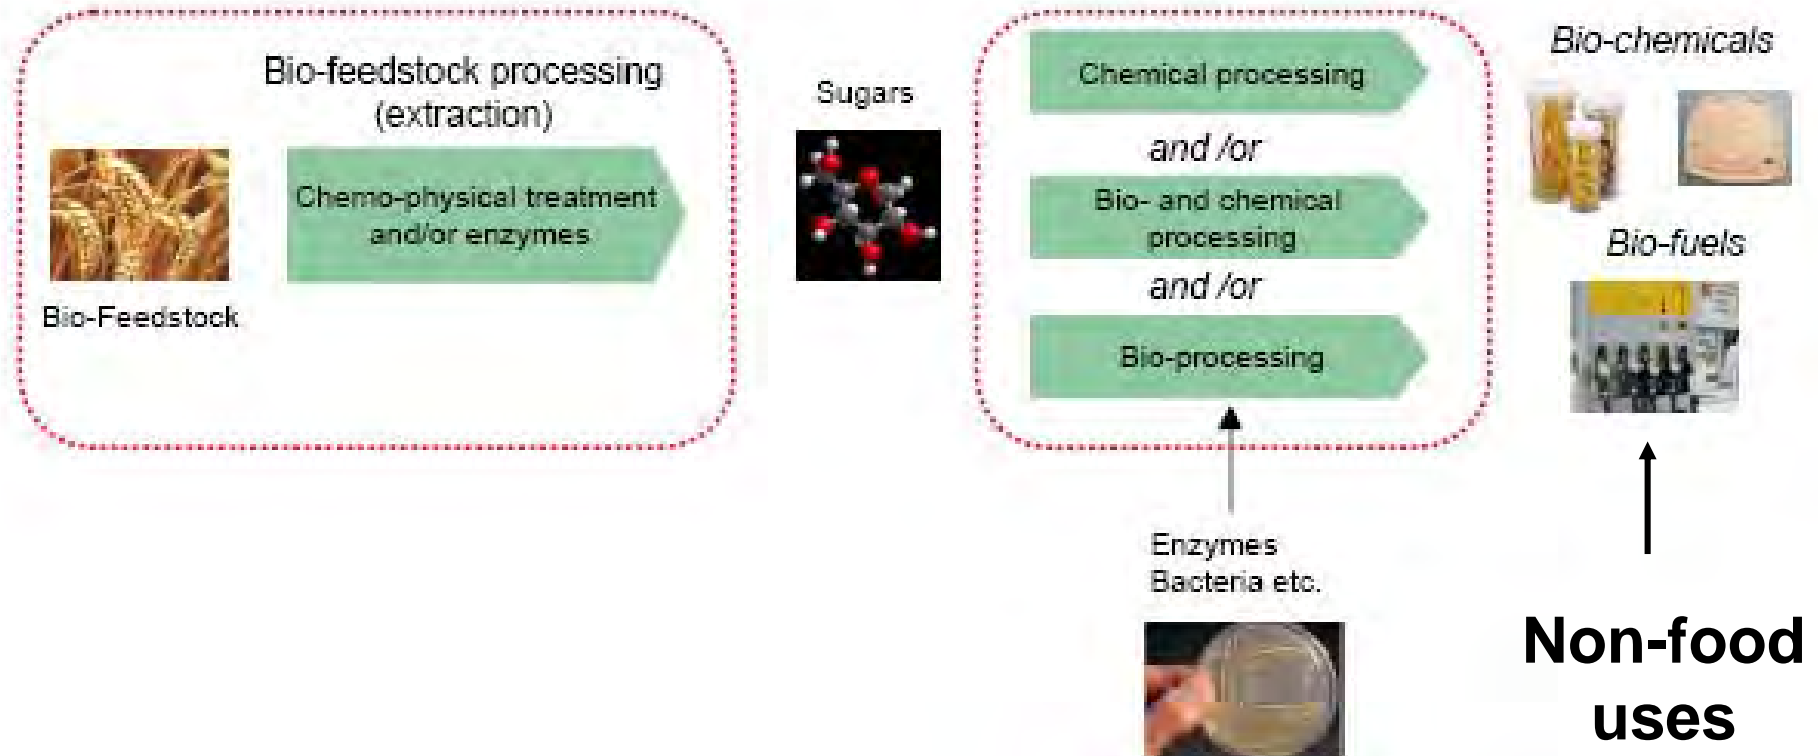 Bio-feedstock processing
(extraction)
Chemo-physical treatment
and/or enzymes
Bio-Feedstock
Sugars
Chemical processing
and /or
Bio- and chemical
processing
and /or
Bio-processing
Enzymes
Bacteria etc.
Bio-chemicals
Bio-fuels
Non-food
uses